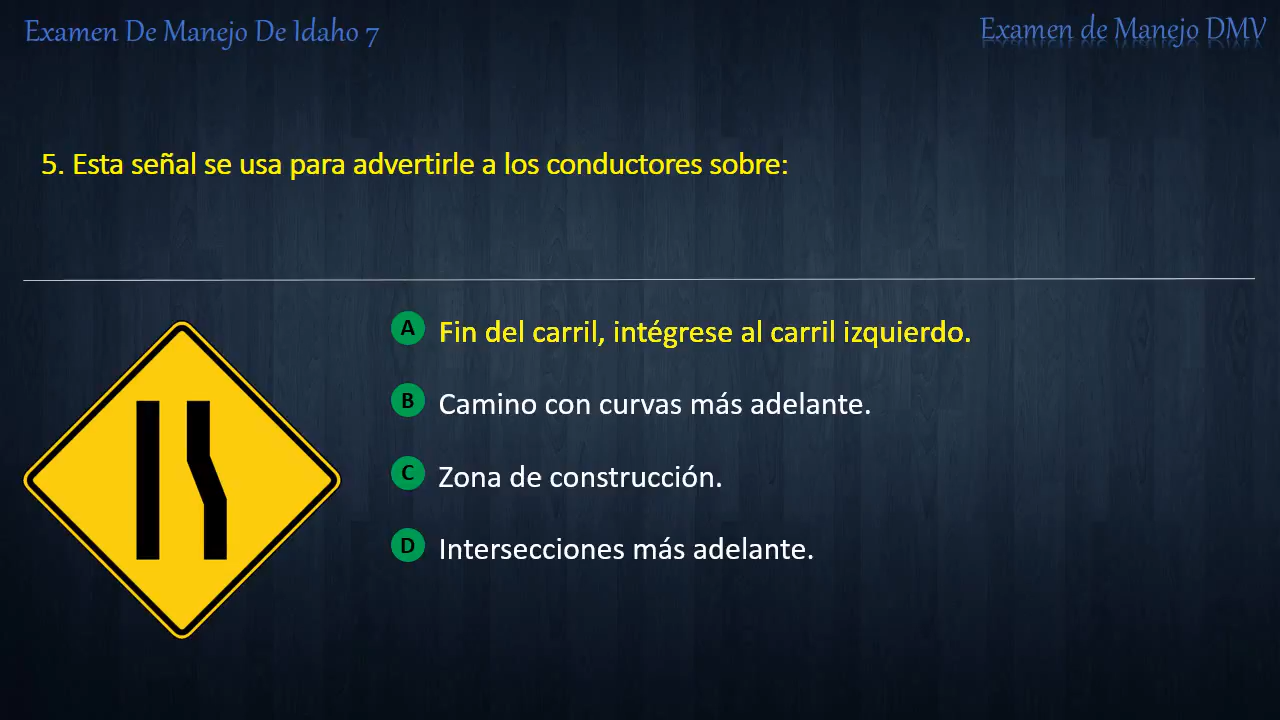 Examen De Manejo De Idaho 7
Examen de Manejo DMV
5. Esta señal se usa para advertirle a los conductores sobre:
A Fin del carril, intégrese al carril izquierdo.
B Camino con curvas más adelante.
C Zona de construcción.
D Intersecciones más adelante.